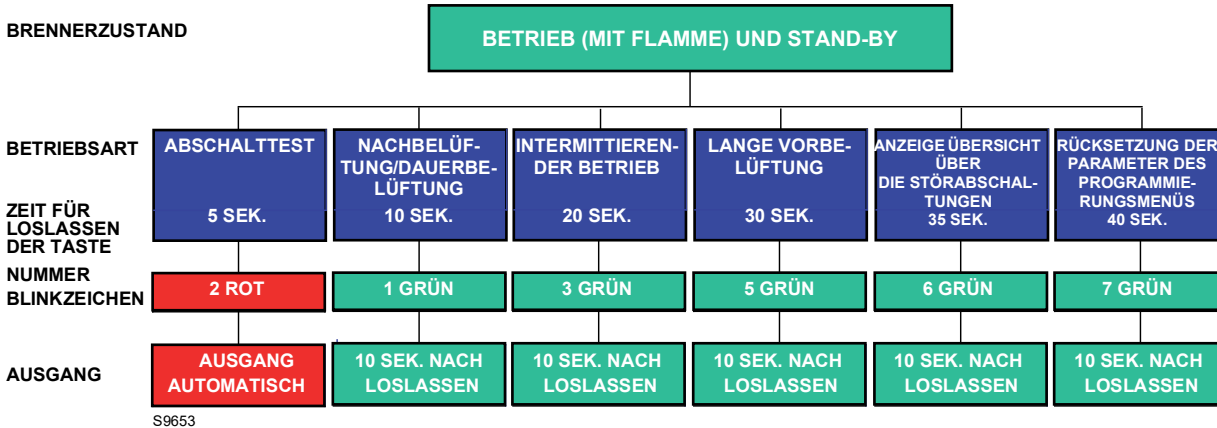 BRENNERZUSTAND
BETRIEB (MIT FLAMME) UND STAND-BY
BETRIEBSART
ABSCHALTTEST
NACHBELÜF-
TUNG/DAUERBE-
LÜFTUNG
INTERMITTIEREN-
DER BETRIEB
LANGE VORBE-
LÜFTUNG
ANZEIGE ÜBERSICHT
ÜBER
DIE STÖRABSCHAL-
TUNGEN
RÜCKSETZUNG DER
PARAMETER DES
PROGRAMMIE-
RUNGSMENÜS
ZEIT FÜR
LOSLASSEN
DER TASTE
5 SEK.
10 SEK.
20 SEK.
30 SEK.
35 SEK.
40 SEK.
NUMMER
BLINKZEICHEN
2 ROT
1 GRÜN
3 GRÜN
5 GRÜN
6 GRÜN
7 GRÜN
AUSGANG
AUSGANG
AUTOMATISCH
10 SEK. NACH
LOSLASSEN
10 SEK. NACH
LOSLASSEN
10 SEK. NACH
LOSLASSEN
10 SEK. NACH
LOSLASSEN
10 SEK. NACH
LOSLASSEN
S9653